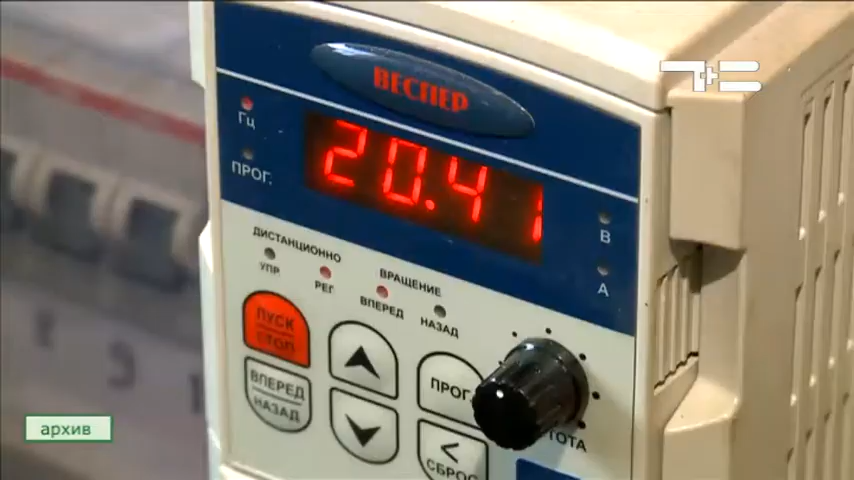 ВЕСПЕР
Гц
ПРОГ.
20.41
В
А
ДИСТАНЦИОННО
УПР
РЕГ
ВРАЩЕНИЕ
ВПЕРЕД
НАЗАД
ПУСК
СТОП
ВПЕРЕД
НАЗАД
ПРОГ
<
СБРОС
архив